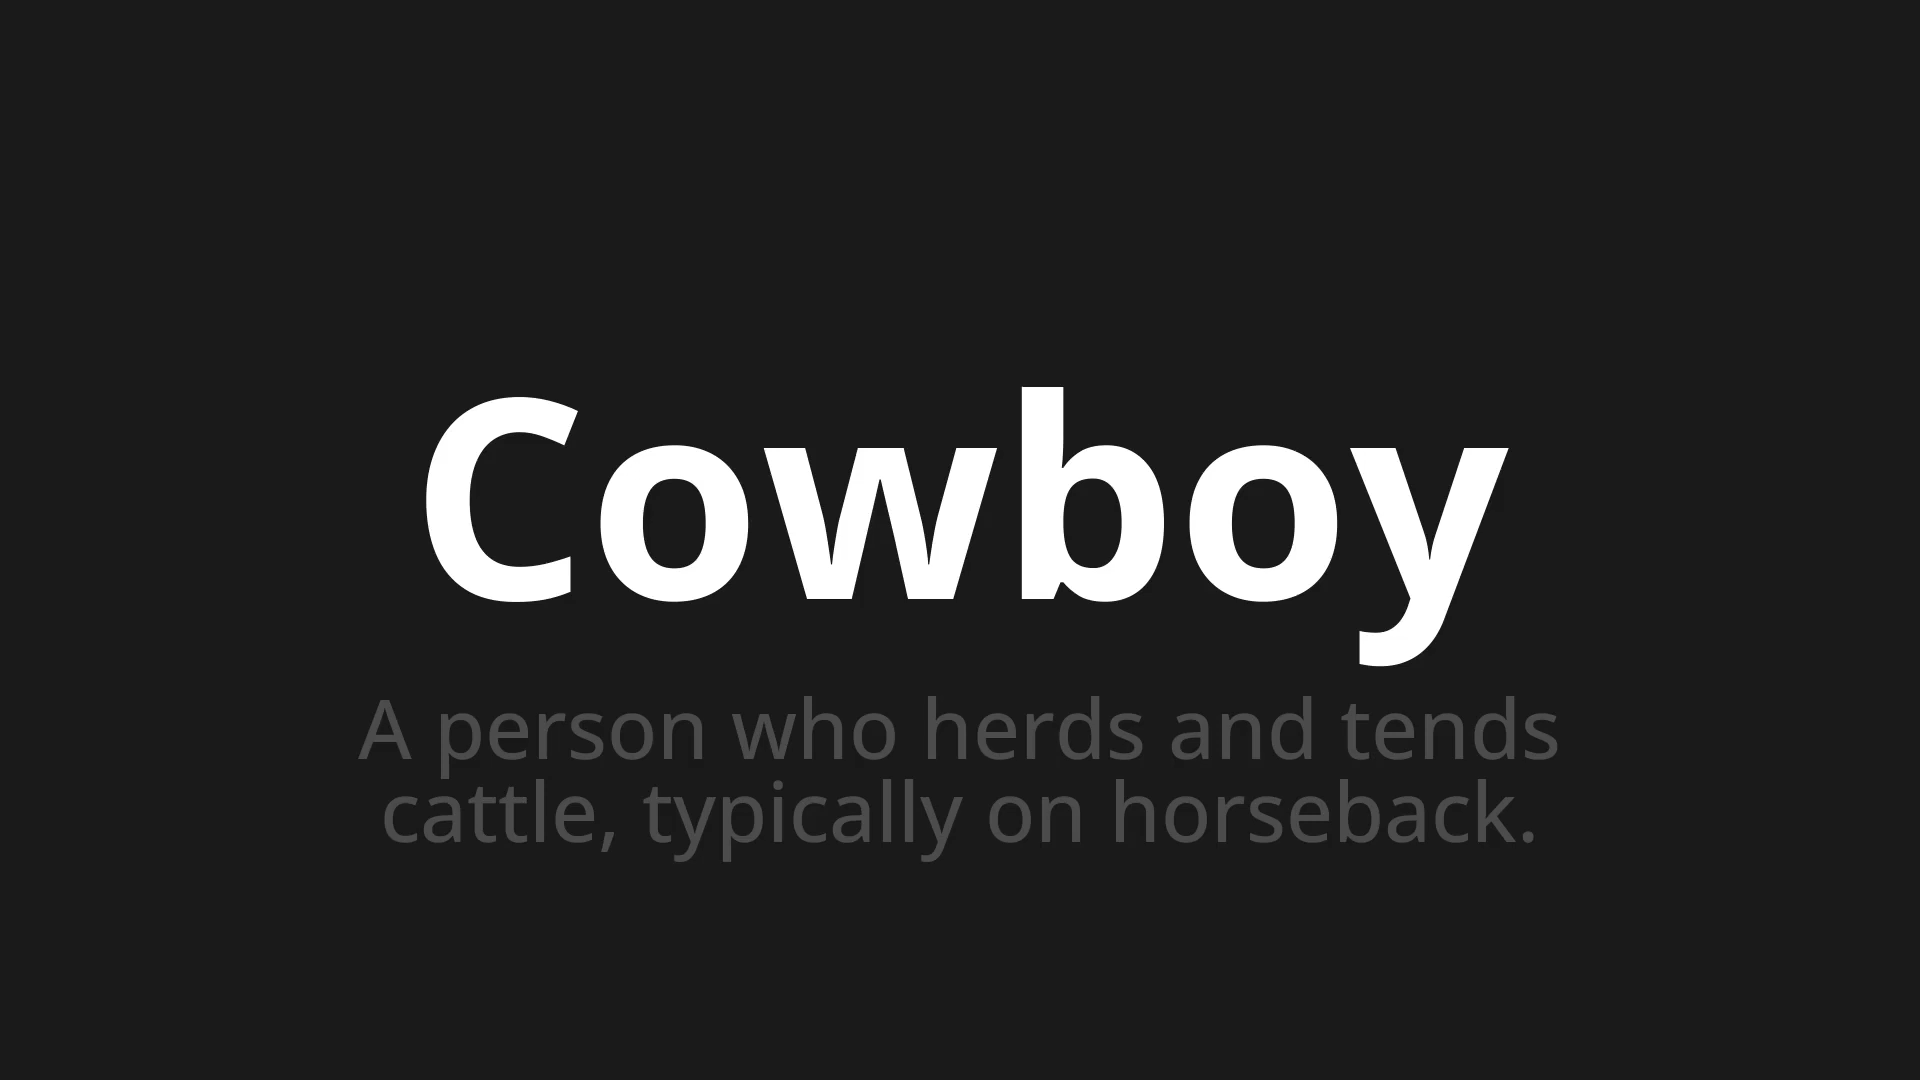 Cowboy
A person who herds and tends
cattle, typically on horseback.